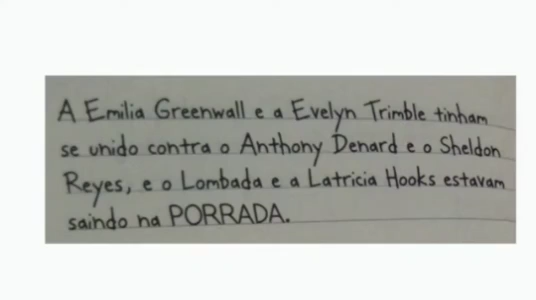 A Emilia Greenwall e a Evelyn Trimble tinham
se unido contra o Anthony Denard e o Sheldon
Reyes, e o Lombada e a Latricia Hooks estavam
saindo na PORRADA.